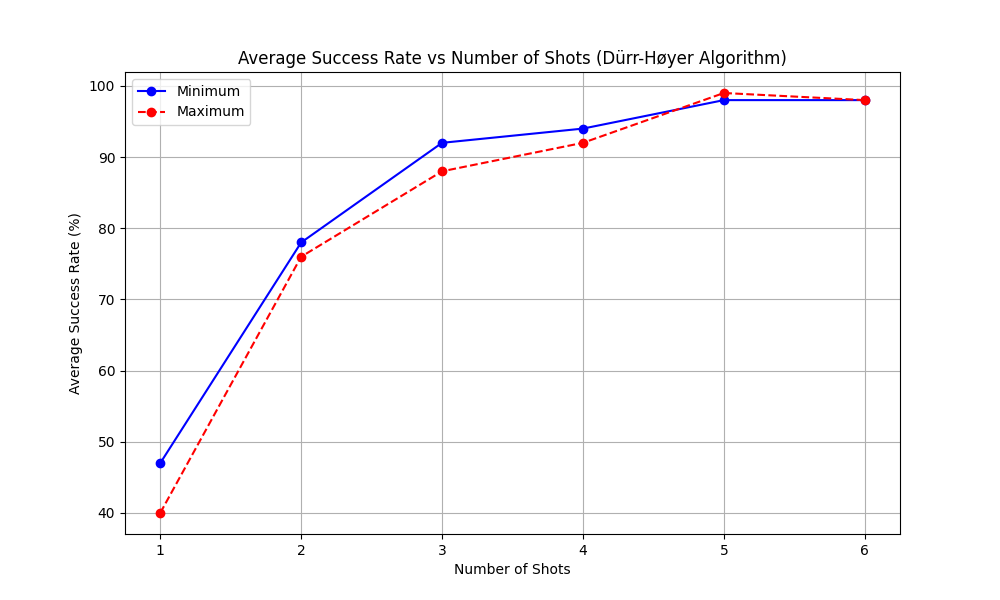 Average Success Rate vs Number of Shots (Dürr-Høyer Algorithm)
Minimum
Maximum
Average Success Rate (%)
100
90
80
70
60
50
40
1 2 3 4 5 6
Number of Shots